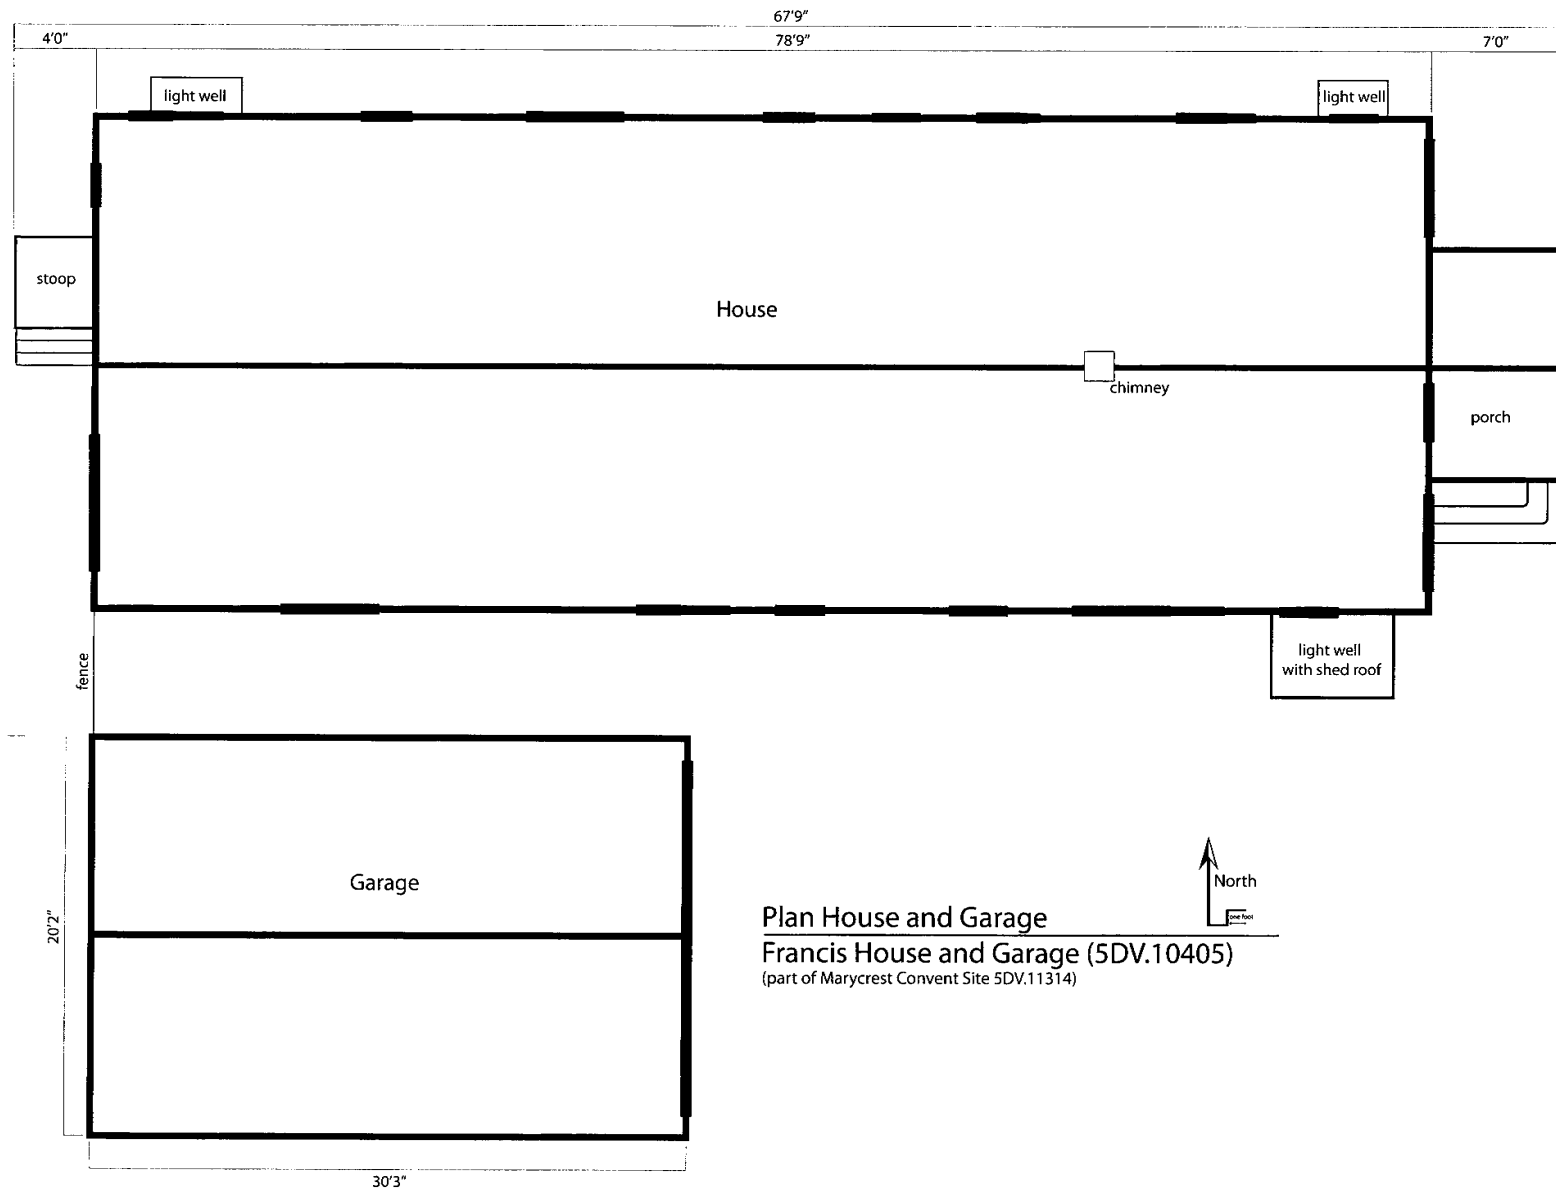 67'9"
4'0"
78'9"
7'0"
light well
light well
stoop
House
chimney
porch
fence
light well
with shed roof
Garage
20'2"
30'3"
North
one foot
Plan House and Garage
Francis House and Garage (5DV.10405)
(part of Marycrest Convent Site 5DV.11314)